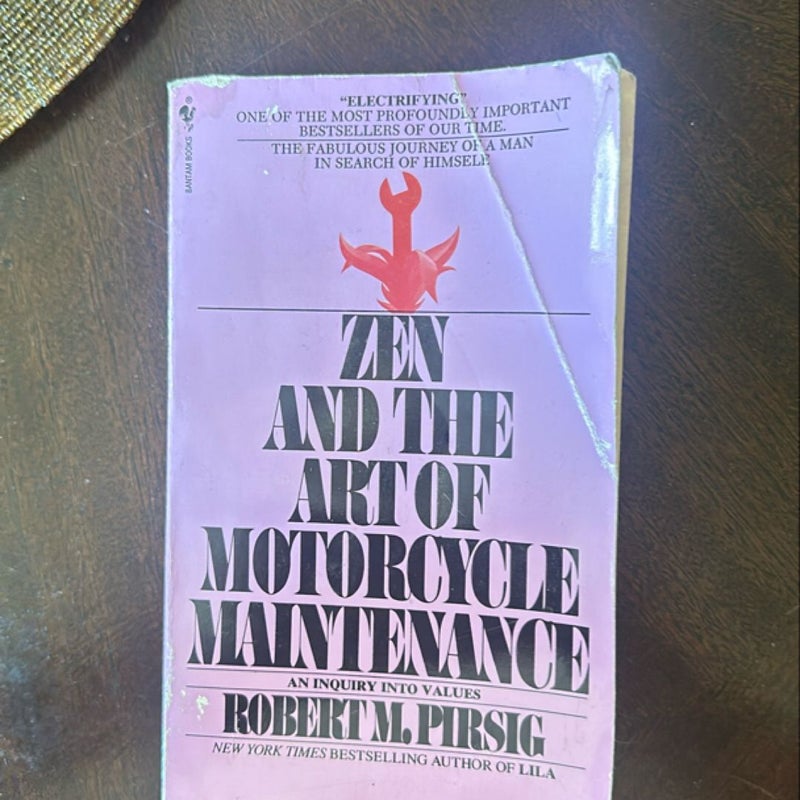 "ELECTRIFYING"
ONE OF THE MOST PROFOUNDLY IMPORTANT
BESTSELLERS OF OUR TIME.
THE FABULOUS JOURNEY OF A MAN
IN SEARCH OF HIMSELF
BANTAM BOOKS
ZEN
AND THE
ART OF
MOTORCYCLE
MAINTENANCE
AN INQUIRY INTO VALUES
ROBERT M. PIRSIG
NEW YORK TIMES BESTSELLING AUTHOR OF LILA